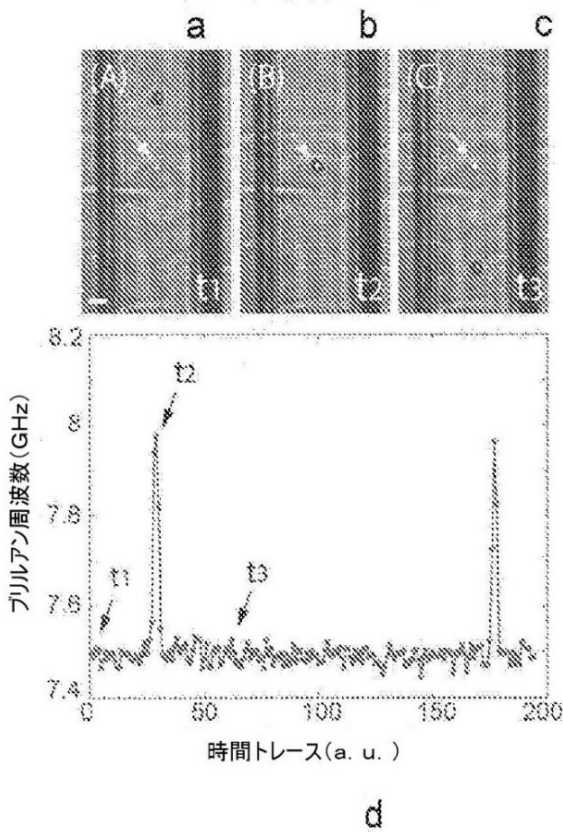 a b c
(A) (B) (C)
t1 t2 t3
8.2
t2
8
ブリルアン周波数(GHz)
7.8
t1 t3
7.6
7.4
0 50 100 150 200
時間トレース(a. u. )
d